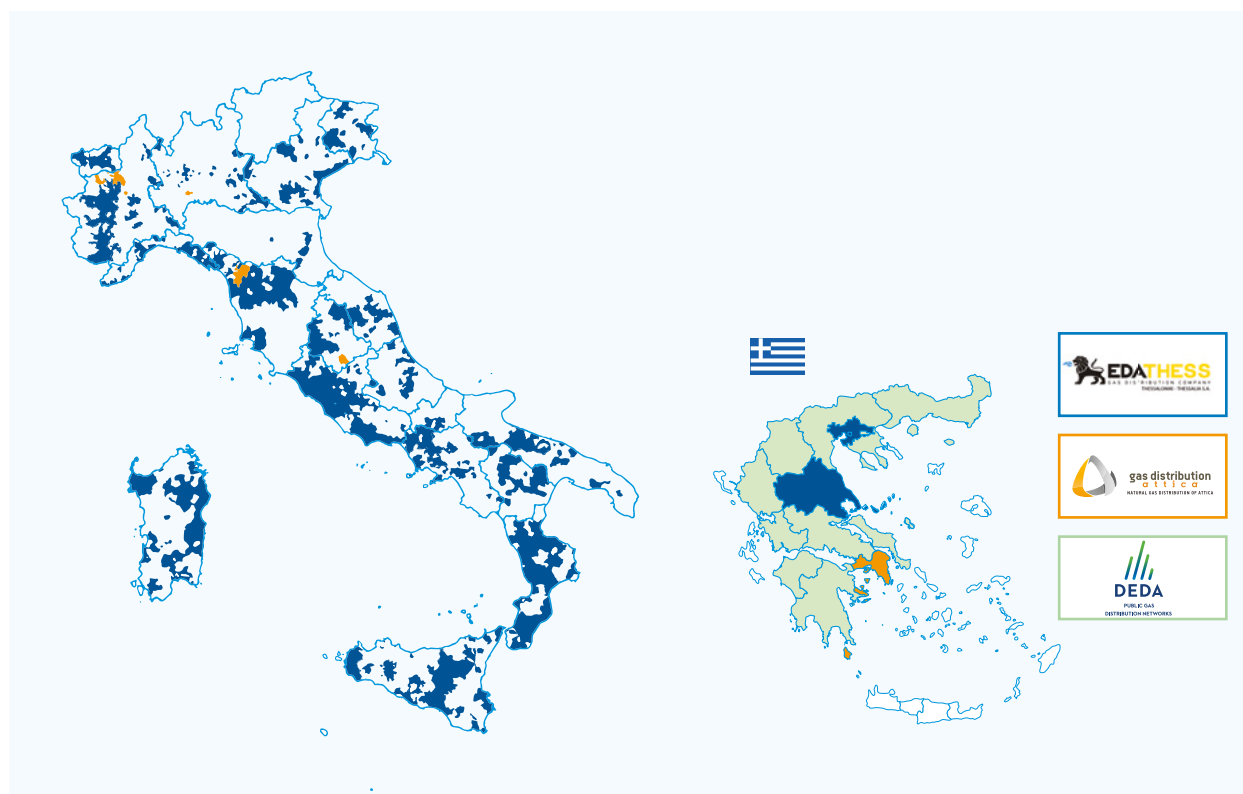 EDATHESS
GAS DISTRIBUTION COMPANY
THESSALONIKI - THESSALIA S.A.
gas distribution
attica
NATURAL GAS DISTRIBUTION OF ATTICA
DEDA
PUBLIC GAS
DISTRIBUTION NETWORKS